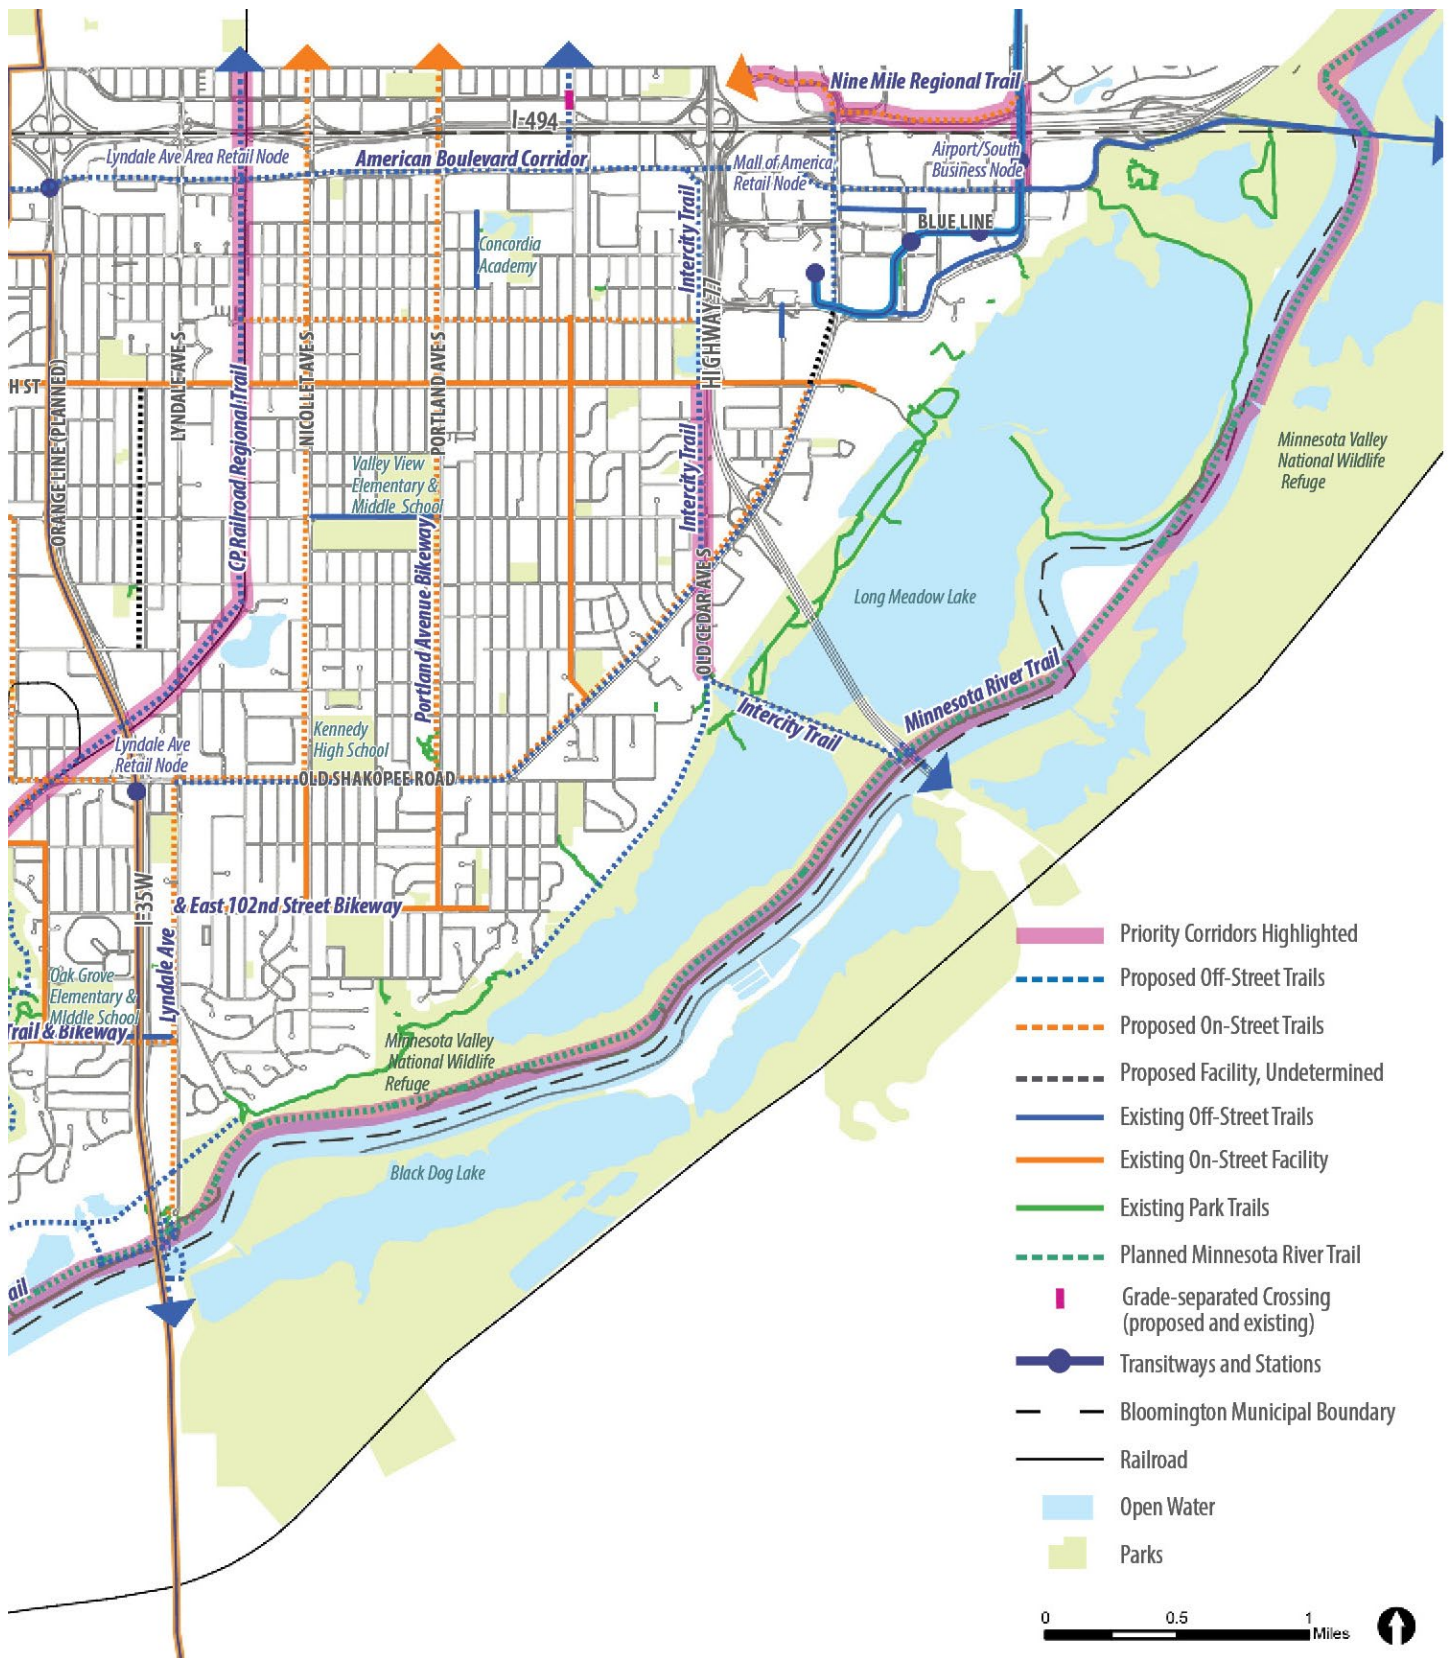 Nine Mile Regional Trail
I-494
Lyndale Ave Area Retail Node
American Boulevard Corridor
Mall of America
Retail Node
Airport/South
Business Node
Intercity Trail
BLUE LINE
Concordia
Academy
HIGHWAY 77
LYNDALE AVE S
NICOLLET AVE S
PORTLAND AVE S
ORANGE LINE (PLANNED)
H ST
CP Railroad Regional Trail
Intercity Trail
Valley View
Elementary &
Middle School
Minnesota Valley
National Wildlife
Refuge
Portland Avenue Bikeway
OLD CEDAR AVE S
Long Meadow Lake
Minnesota River Trail
Intercity Trail
Lyndale Ave
Retail Node
Kennedy
High School
OLD SHAKOPEE ROAD
I-35W
& East 102nd Street Bikeway
Lyndale Ave
Oak Grove
Elementary &
MIddle School
Trail & Bikeway
Minnesota Valley
National Wildlife
Refuge
Black Dog Lake
ail
Priority Corridors Highlighted
Proposed Off-Street Trails
Proposed On-Street Trails
Proposed Facility, Undetermined
Existing Off-Street Trails
Existing On-Street Facility
Existing Park Trails
Planned Minnesota River Trail
Grade-separated Crossing
(proposed and existing)
Transitways and Stations
Bloomington Municipal Boundary
Railroad
Open Water
Parks
0 0.5 1
Miles